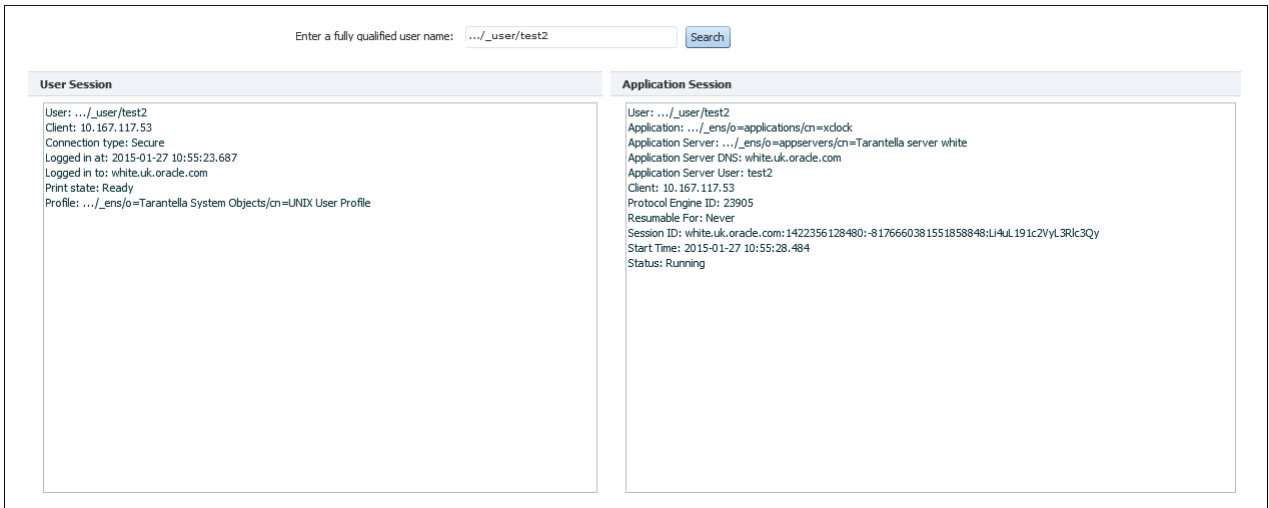 Enter a fully qualified user name: .../_user/test2 Search
User Session
User: .../_user/test2
Client: 10.167.117.53
Connection type: Secure
Logged in at: 2015-01-27 10:55:23.687
Logged in to: white.uk.oracle.com
Print state: Ready
Profile: .../_ens/o=Tarantella System Objects/cn=UNIX User Profile
Application Session
User: .../_user/test2
Application: .../_ens/o=applications/cn=xclock
Application Server: .../_ens/o=appservers/cn=Tarantella server white
Application Server DNS: white.uk.oracle.com
Application Server User: test2
Client: 10.167.117.53
Protocol Engine ID: 23905
Resumable For: Never
Session ID: white.uk.oracle.com:1422356128480:-8176660381551858848:Li4uL191c2VyL3Rlc3Qy
Start Time: 2015-01-27 10:55:28.484
Status: Running